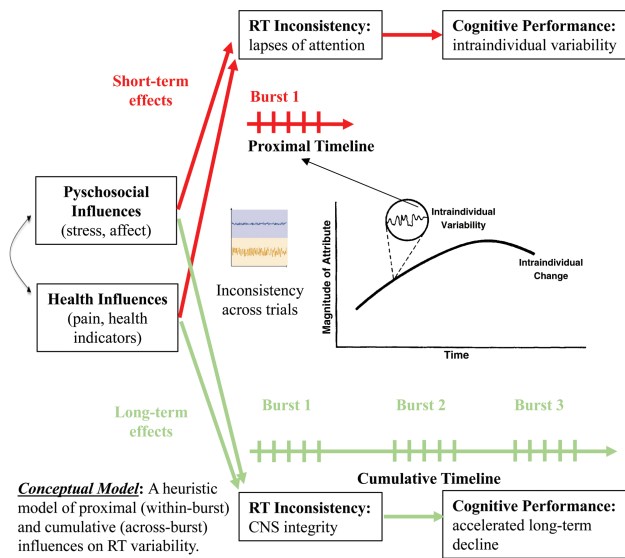 RT Inconsistency:
lapses of attention
Cognitive Performance:
intraindividual variability
Short-term
effects
Burst 1
Proximal Timeline
Pyschosocial
Influences
(stress, affect)
Health Influences
(pain, health
indicators)
Inconsistency
across trials
Intraindividual
Variability
Intraindividual
Change
Magnitude of Attribute
Time
Long-term
effects
Burst 1
Burst 2
Burst 3
Cumulative Timeline
Conceptual Model: A heuristic
model of proximal (within-burst)
and cumulative (across-burst)
influences on RT variability.
RT Inconsistency:
CNS integrity
Cognitive Performance:
accelerated long-term
decline